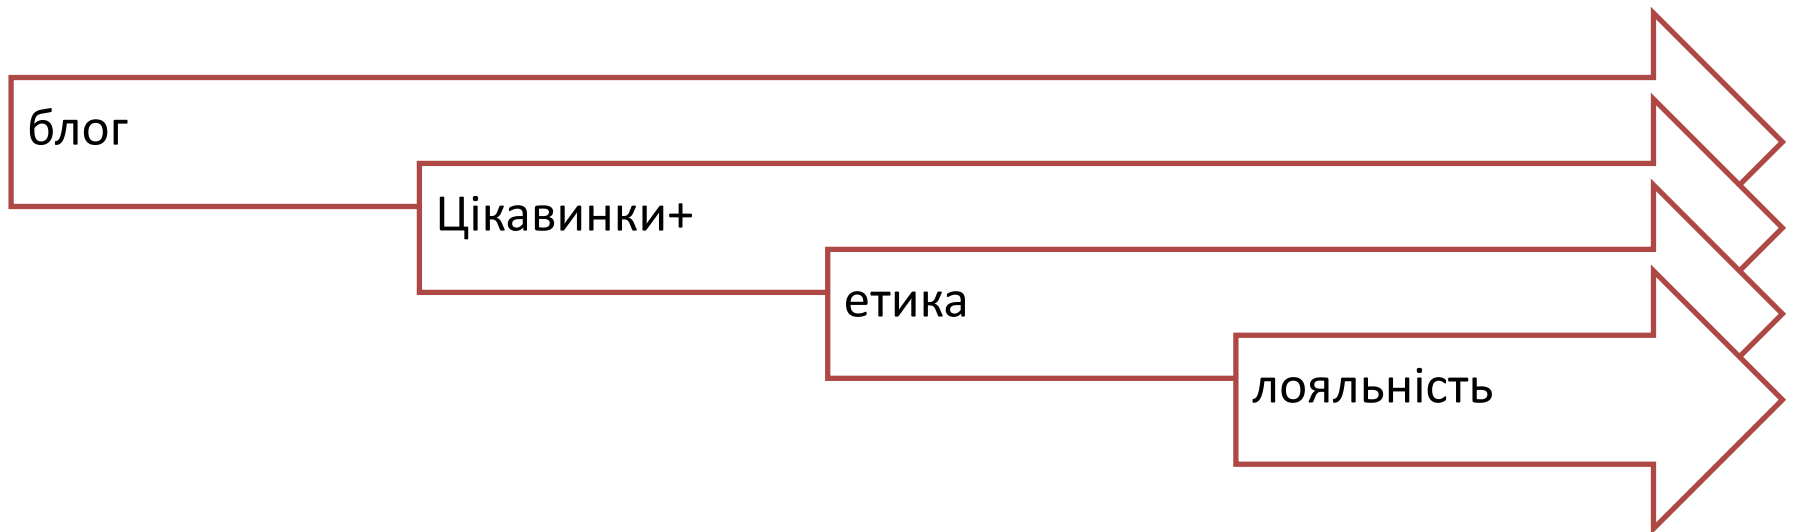 блог
Цікавинки+
етика
лояльність